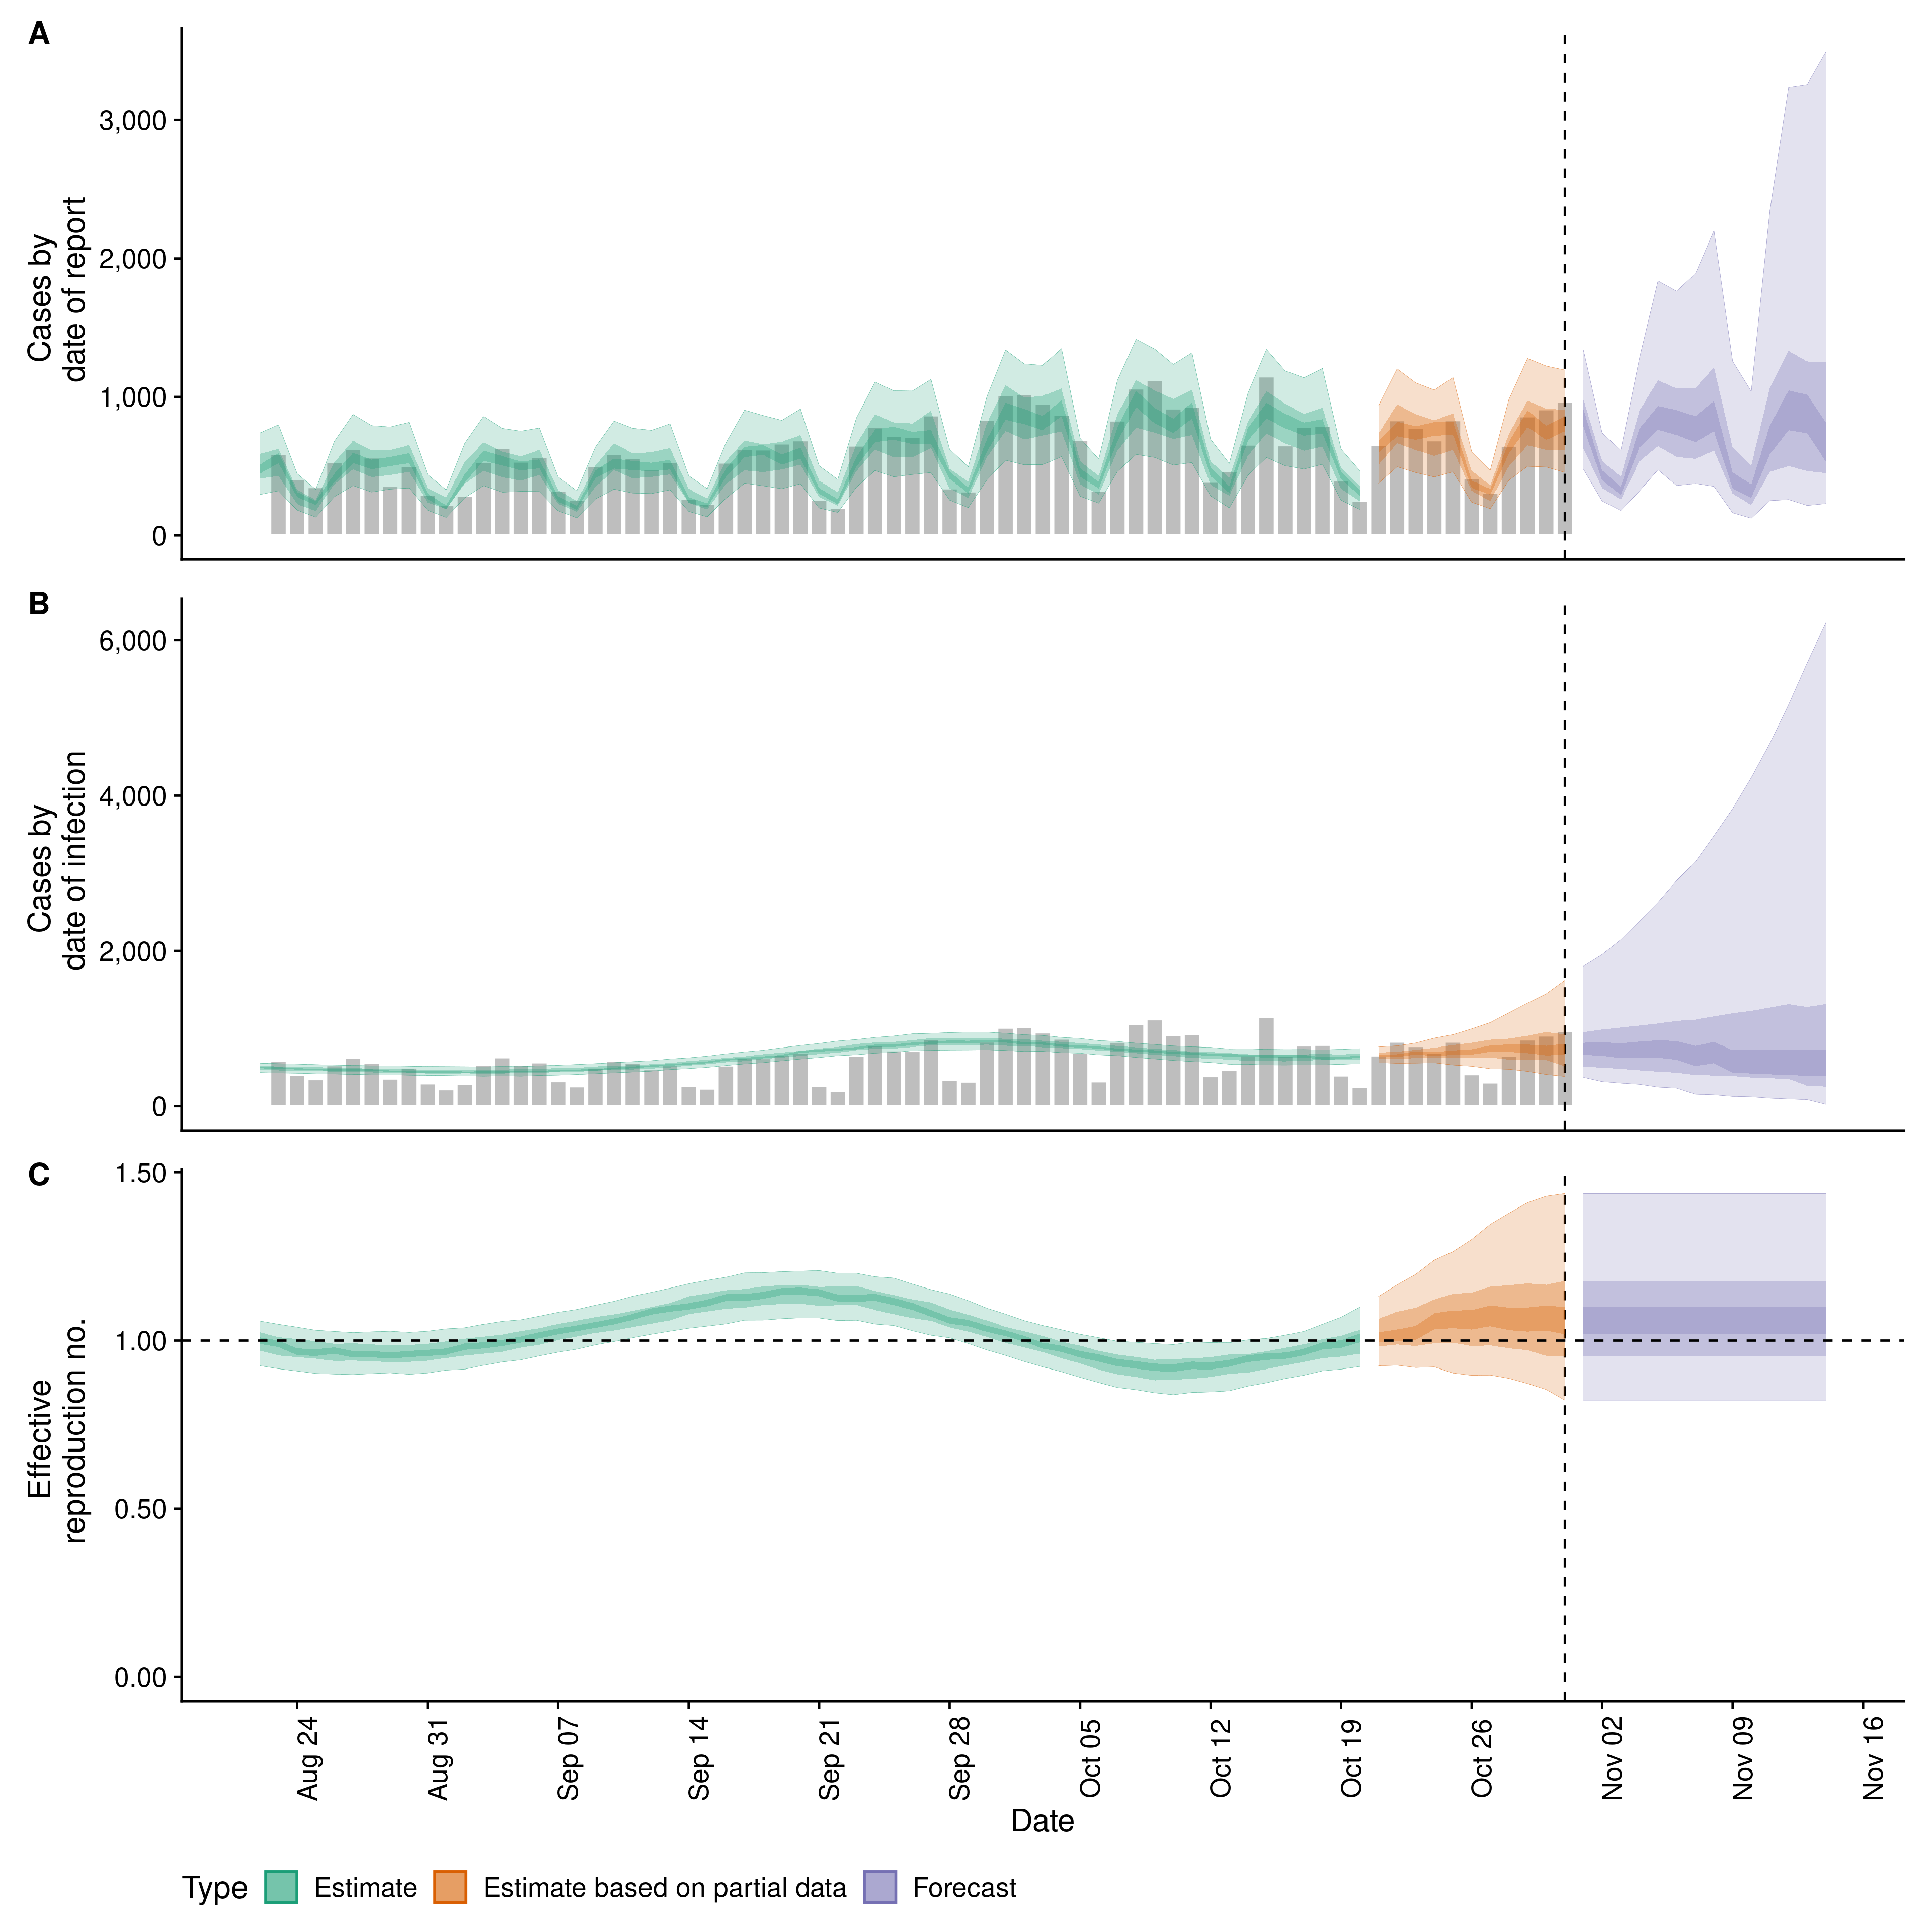 A
3,000
2,000
1,000
0
Cases by
date of report
B
6,000
4,000
2,000
0
Cases by
date of infection
C
1.50
1.00
0.50
0.00
Effective
reproduction no.
Aug 24
Aug 31
Sep 07
Sep 14
Sep 21
Sep 28
Oct 05
Oct 12
Oct 19
Oct 26
Nov 02
Nov 09
Nov 16
Date
Type Estimate Estimate based on partial data Forecast